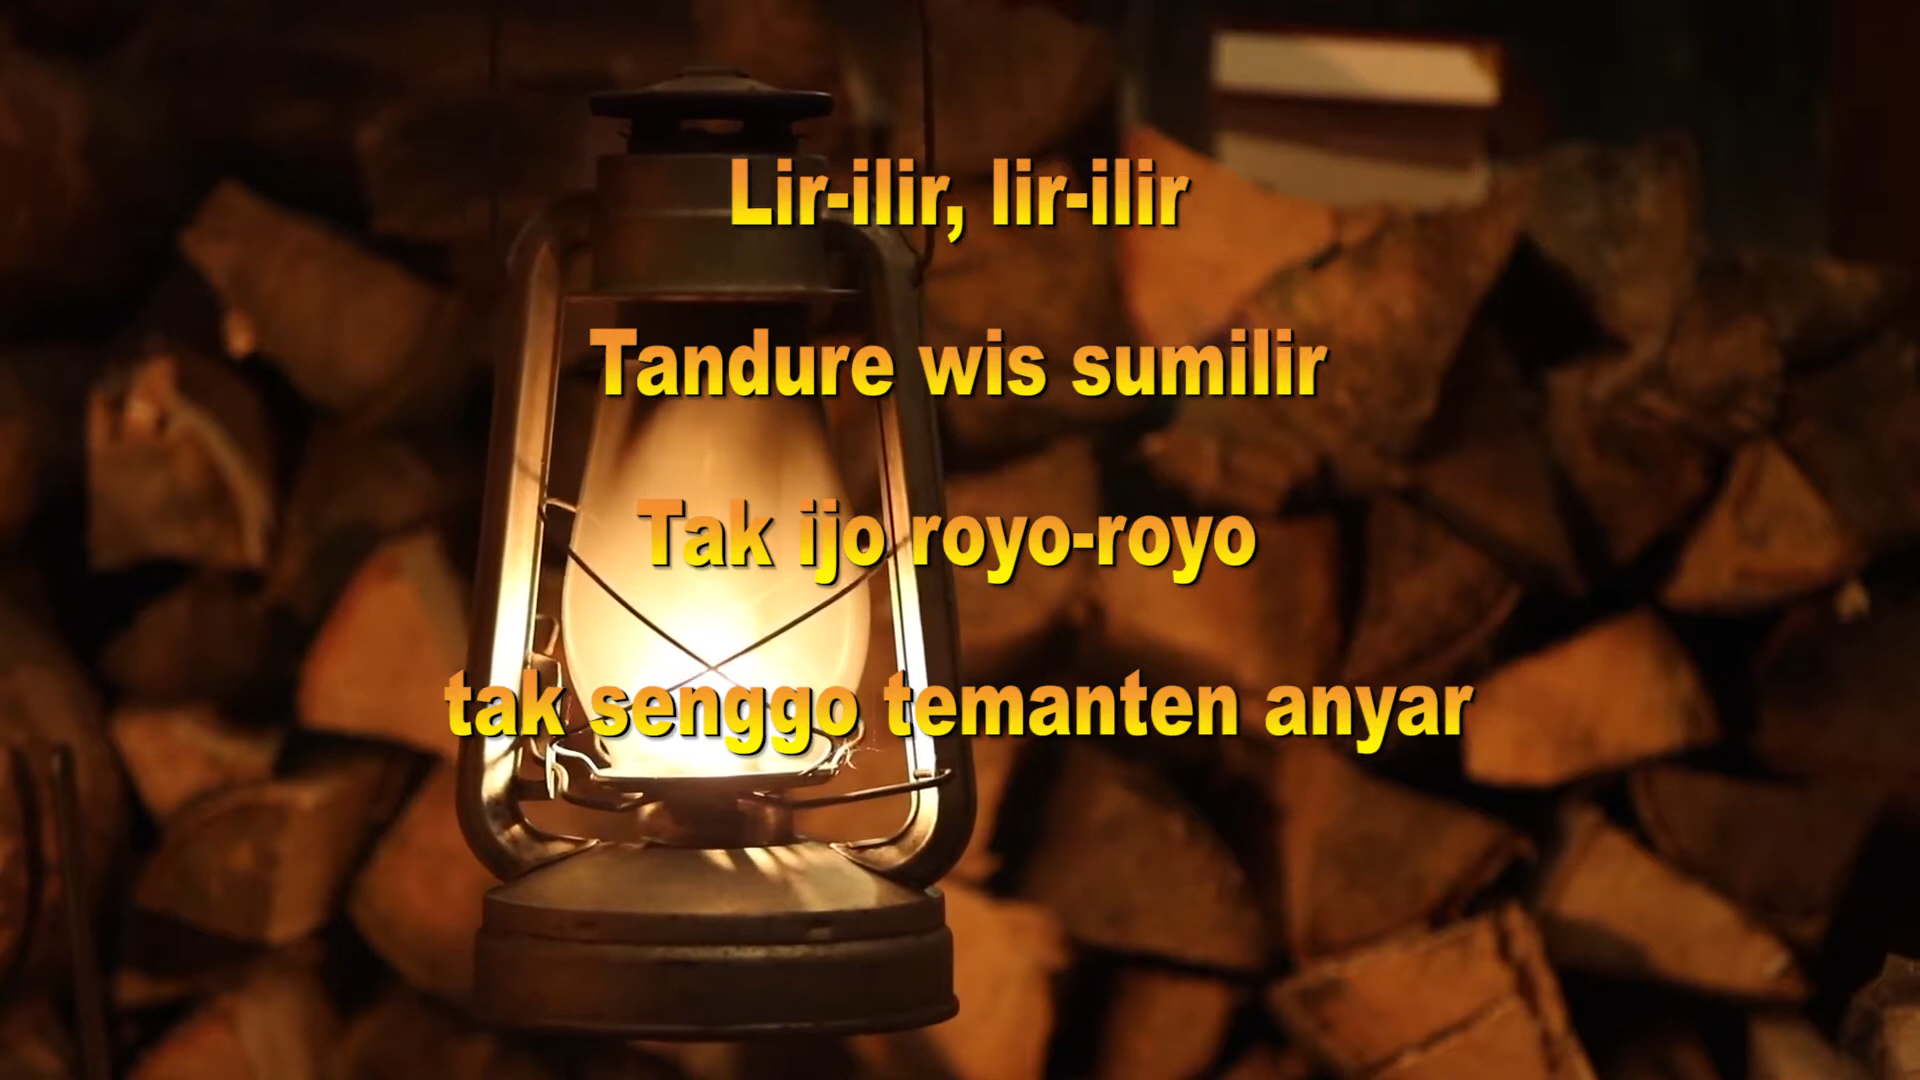 Lir-ilir, lir-ilir
Tandure wis sumilir
Tak ijo royo-royo
tak senggo temanten anyar